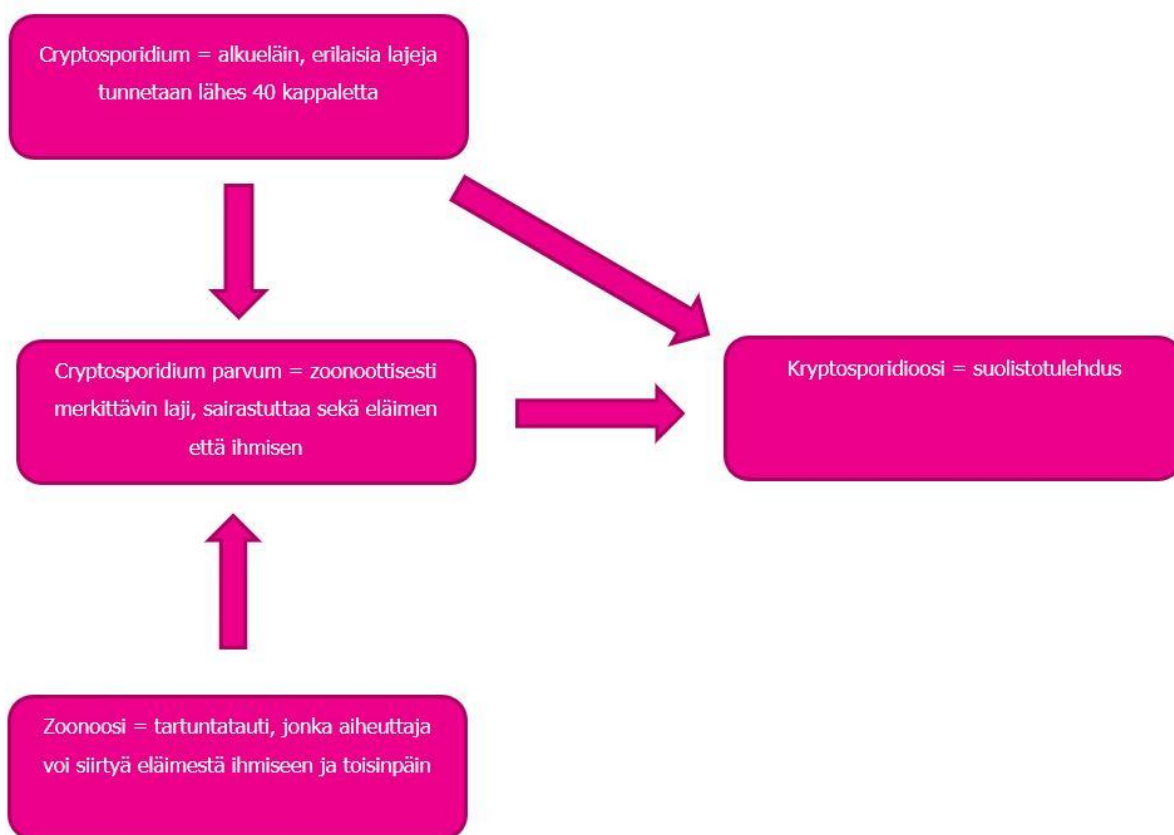 Cryptosporidium = alkueläin, erilaisia lajeja
tunnetaan lähes 40 kappaletta
Cryptosporidium parvum = zoonoottisesti
merkittävin laji, sairastuttaa sekä eläimen
että ihmisen
Kryptosporidioosi = suolistotulehdus
Zoonoosi = tartuntatauti, jonka aiheuttaja
voi siirtyä eläimestä ihmiseen ja toisinpäin